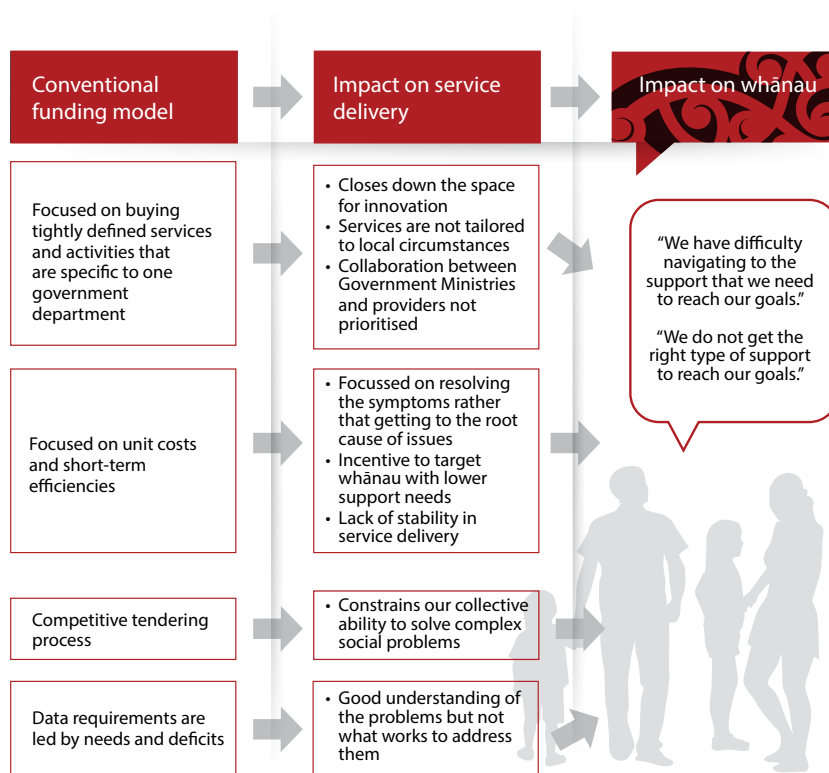 Conventional
funding model
Impact on service
delivery
Impact on whānau
Focused on buying
tightly defined services
and activities that
are specific to one
government
department
• Closes down the space
for innovation
• Services are not tailored
to local circumstances
• Collaboration between
Government Ministries
and providers not
prioritised
"We have difficulty
navigating to the
support that we need
to reach our goals."
"We do not get the
right type of support
to reach our goals."
Focused on unit costs
and short-term
efficiencies
• Focussed on resolving
the symptoms rather
that getting to the root
cause of issues
• Incentive to target
whānau with lower
support needs
• Lack of stability in
service delivery
Competitive tendering
process
• Constrains our collective
ability to solve complex
social problems
Data requirements are
led by needs and deficits
• Good understanding of
the problems but not
what works to address
them